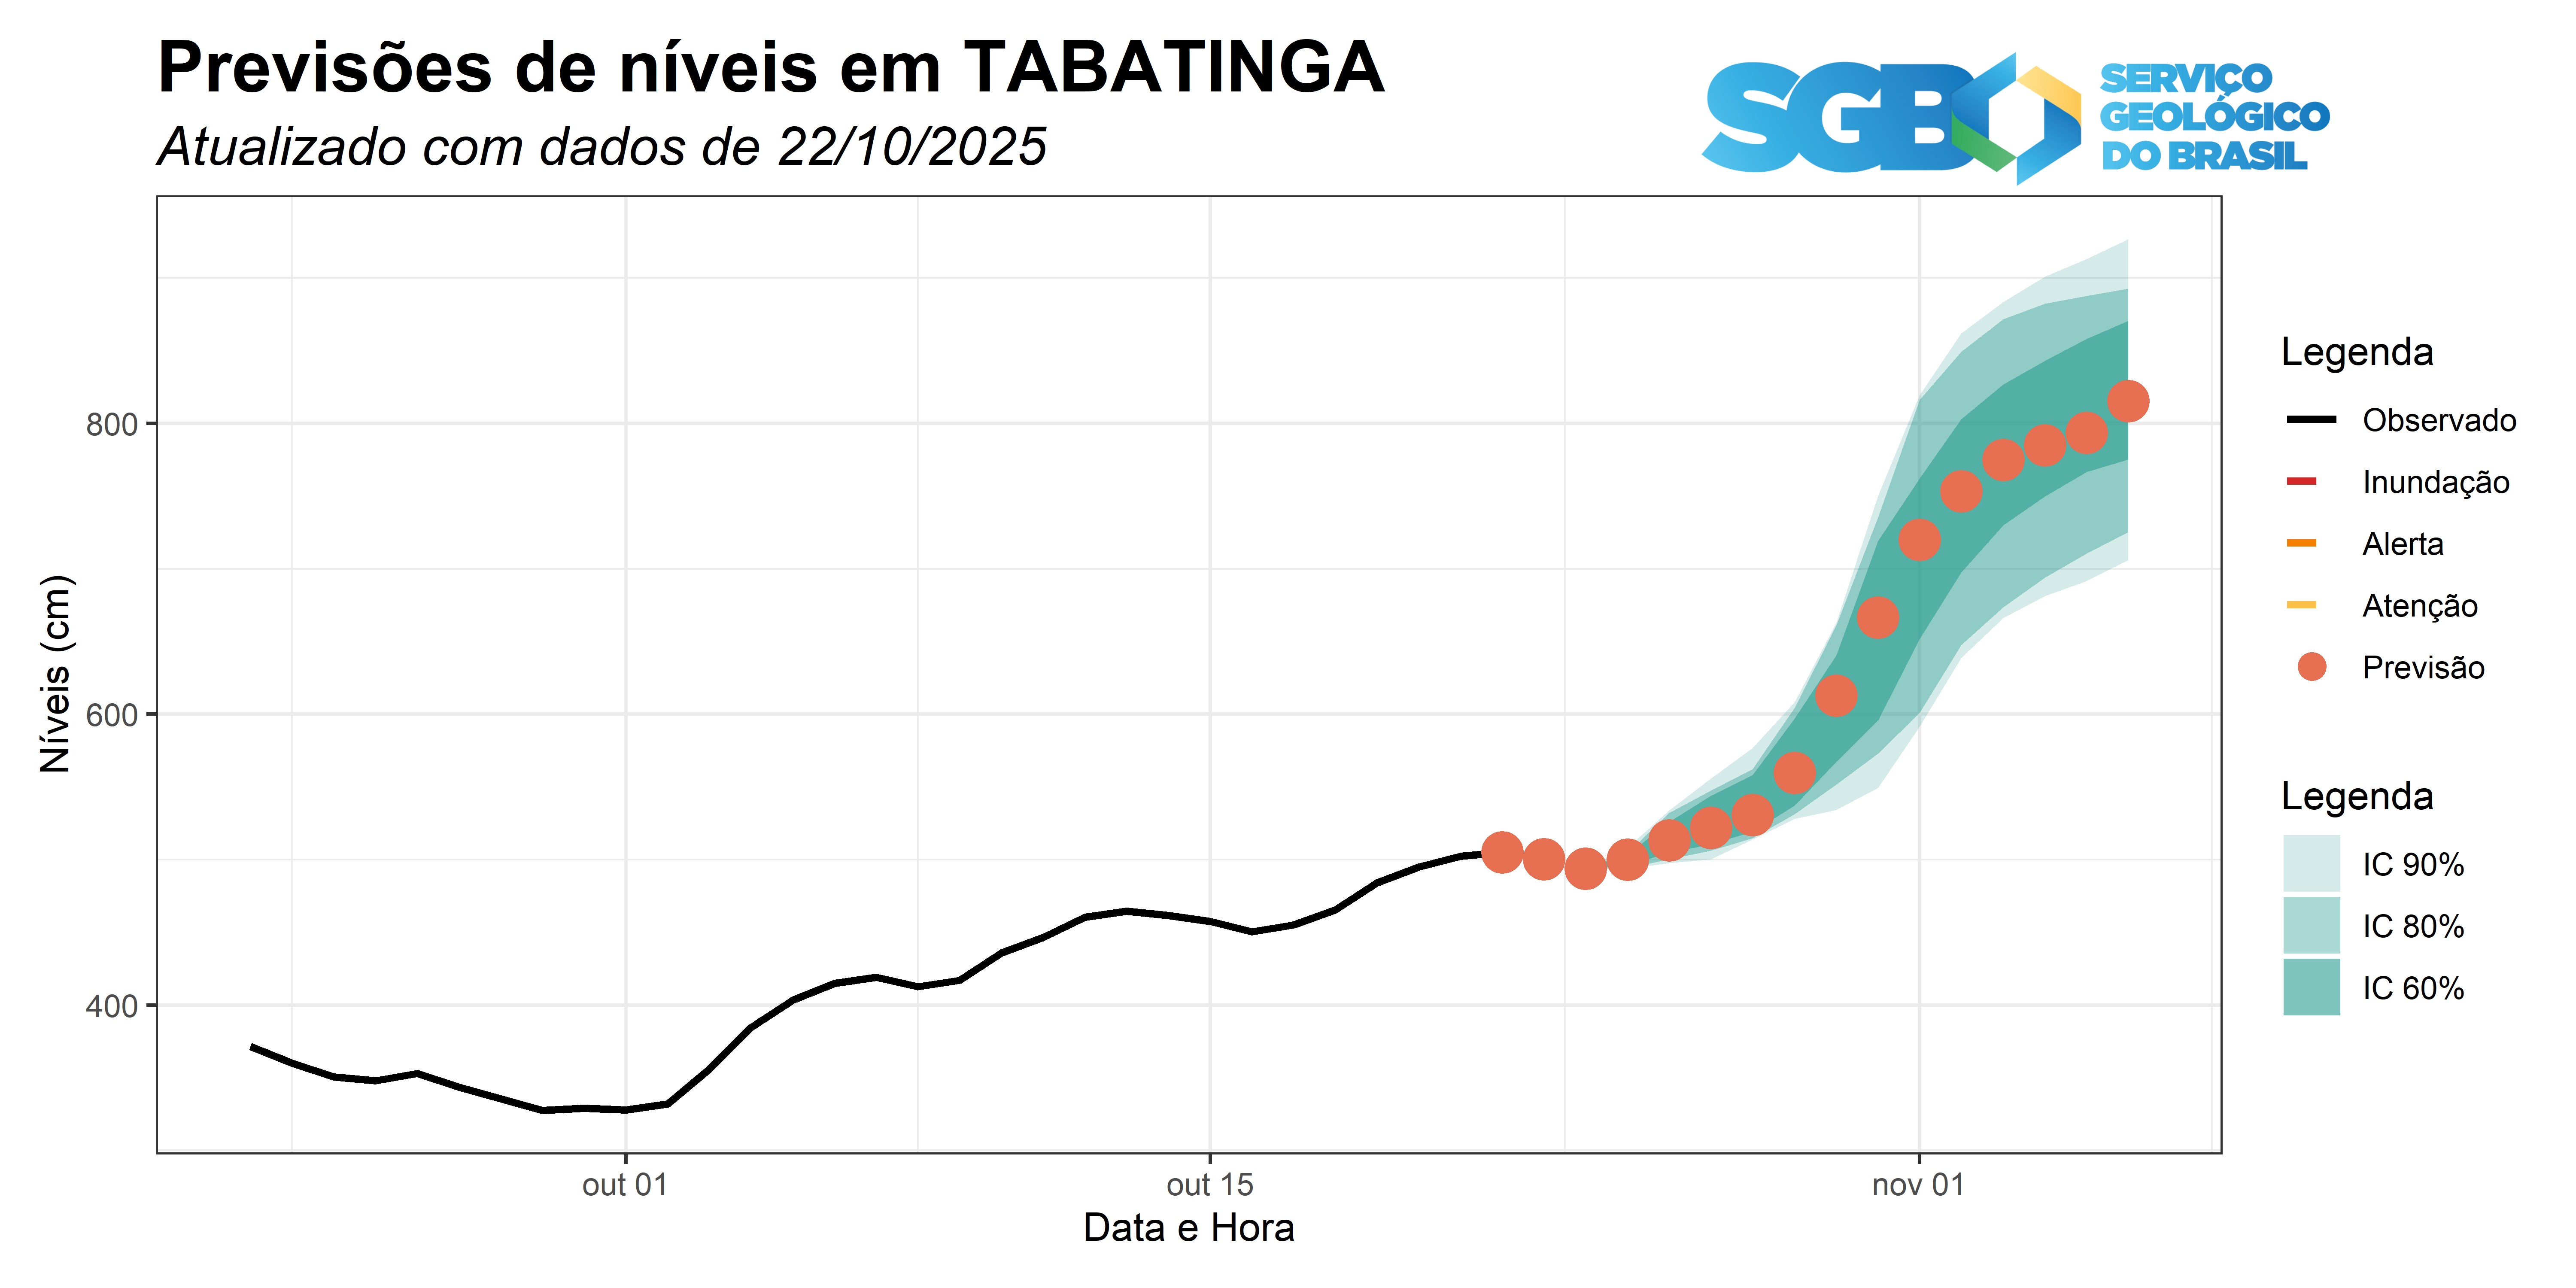 Previsões de níveis em TABATINGA
Atualizado com dados de 22/10/2025
SGB
SERVIÇO
GEOLÓGICO
DO BRASIL
Níveis (cm)
800
600
400
out 01
out 15
nov 01
Data e Hora
Legenda
Observado
Inundação
Alerta
Atenção
Previsão
Legenda
IC 90%
IC 80%
IC 60%